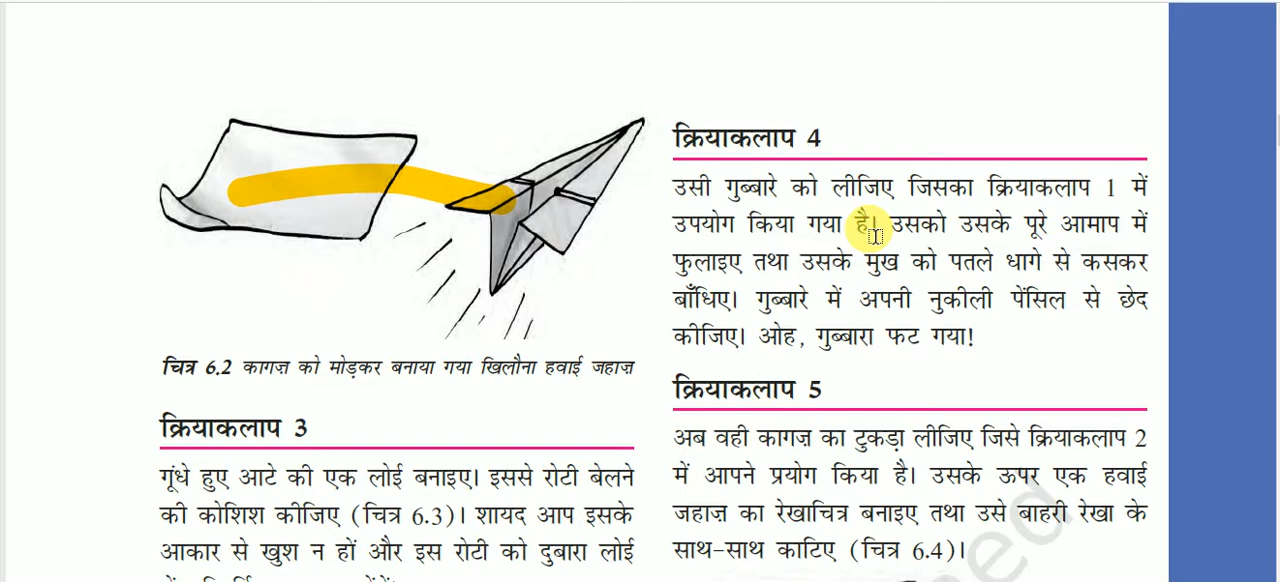 चित्र 6.2 कागज़ को मोड़कर बनाया गया खिलौना हवाई जहाज़
क्रियाकलाप 3
गूंधे हुए आटे की एक लोई बनाइए। इससे रोटी बेलने
की कोशिश कीजिए (चित्र 6.3)। शायद आप इसके
आकार से खुश न हों और इस रोटी को दुबारा लोई
क्रियाकलाप 4
उसी गुब्बारे को लीजिए जिसका क्रियाकलाप 1 में
उपयोग किया गया है। उसको उसके पूरे आमाप में
फुलाइए तथा उसके मुख को पतले धागे से कसकर
बाँधिए। गुब्बारे में अपनी नुकीली पेंसिल से छेद
कीजिए। ओह, गुब्बारा फट गया!
क्रियाकलाप 5
अब वही कागज़ का टुकड़ा लीजिए जिसे क्रियाकलाप 2
में आपने प्रयोग किया है। उसके ऊपर एक हवाई
जहाज़ का रेखाचित्र बनाइए तथा उसे बाहरी रेखा के
साथ-साथ काटिए (चित्र 6.4)।